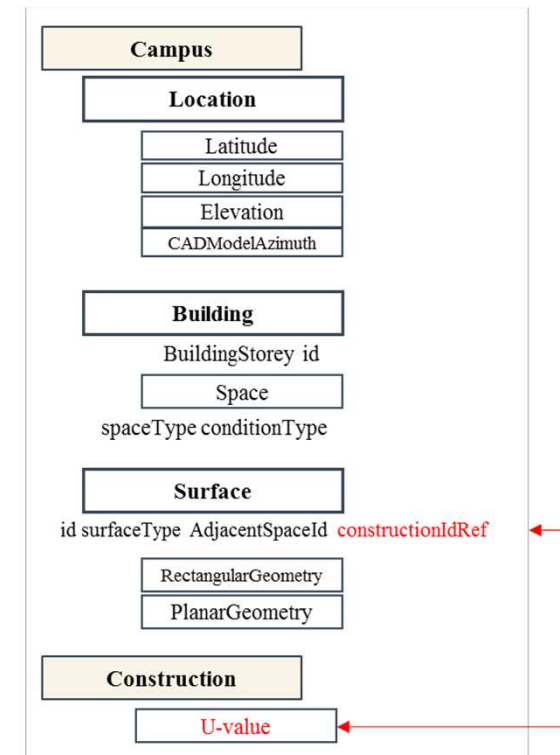 Campus
Location
Latitude
Longitude
Elevation
CADModelAzimuth
Building
BuildingStorey id
Space
spaceType conditionType
Surface
id surfaceType AdjacentSpaceId constructionIdRef
RectangularGeometry
PlanarGeometry
Construction
U-value